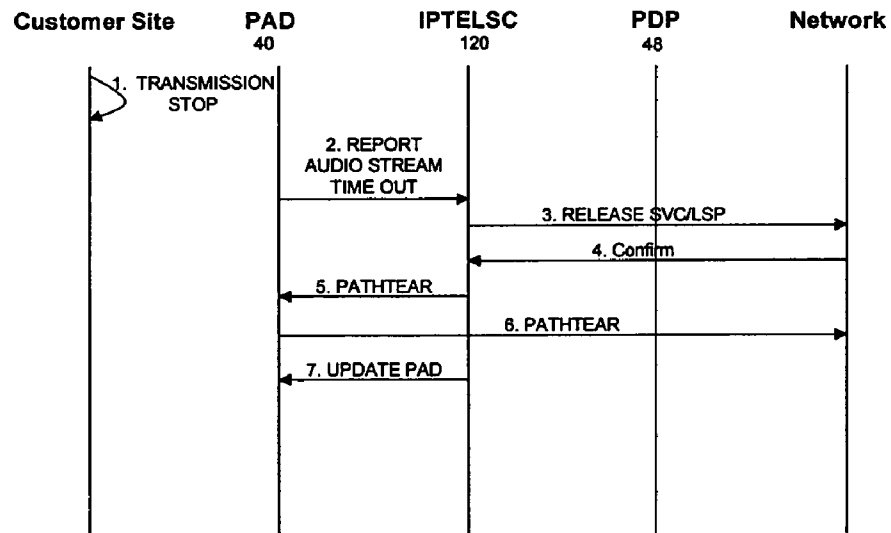 Customer Site PAD IPTELSC PDP Network
40 120 48
1. TRANSMISSION
STOP
2. REPORT
AUDIO STREAM
TIME OUT
3. RELEASE SVC/LSP
4. Confirm
5. PATHTEAR
6. PATHTEAR
7. UPDATE PAD